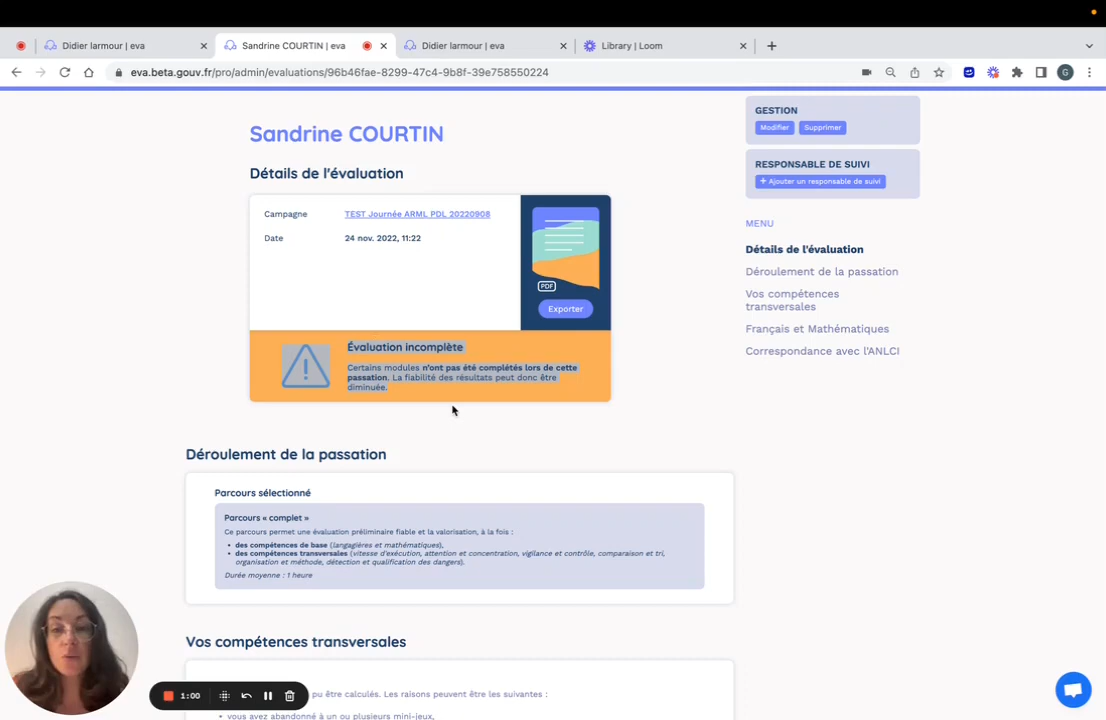 Didier larmour | eva
Sandrine COURTIN | eva
Didier larmour | eva
Library | Loom
eva.beta.gouv.fr/pro/admin/evaluations/96b46fae-8299-47c4-9b8f-39e758550224
G
Sandrine COURTIN
Détails de l'évaluation
Campagne
TEST Journée ARML PDL 20220908
Date
24 nov. 2022, 11:22
PDF
Exporter
Évaluation incomplète
Certains modules n'ont pas été complétés lors de cette
passation. La fiabilité des résultats peut donc être
diminuée.
Déroulement de la passation
Parcours sélectionné
Parcours « complet »
Ce parcours permet une évaluation préliminaire fiable et la valorisation, à la fois :
• des compétences de base (langagières et mathématiques),
• des compétences transversales (vitesse d'exécution, attention et concentration, vigilance et contrôle, comparaison et tri,
organisation et méthode, détection et qualification des dangers).
Durée moyenne : 1 heure
Vos compétences transversales
pu être calculés. Les raisons peuvent être les suivantes :
vous avez abandonné à un ou plusieurs mini-jeux,
1:00
GESTION
Modifier
Supprimer
RESPONSABLE DE SUIVI
+ Ajouter un responsable de suivi
MENU
Détails de l'évaluation
Déroulement de la passation
Vos compétences
transversales
Français et Mathématiques
Correspondance avec l'ANLCI